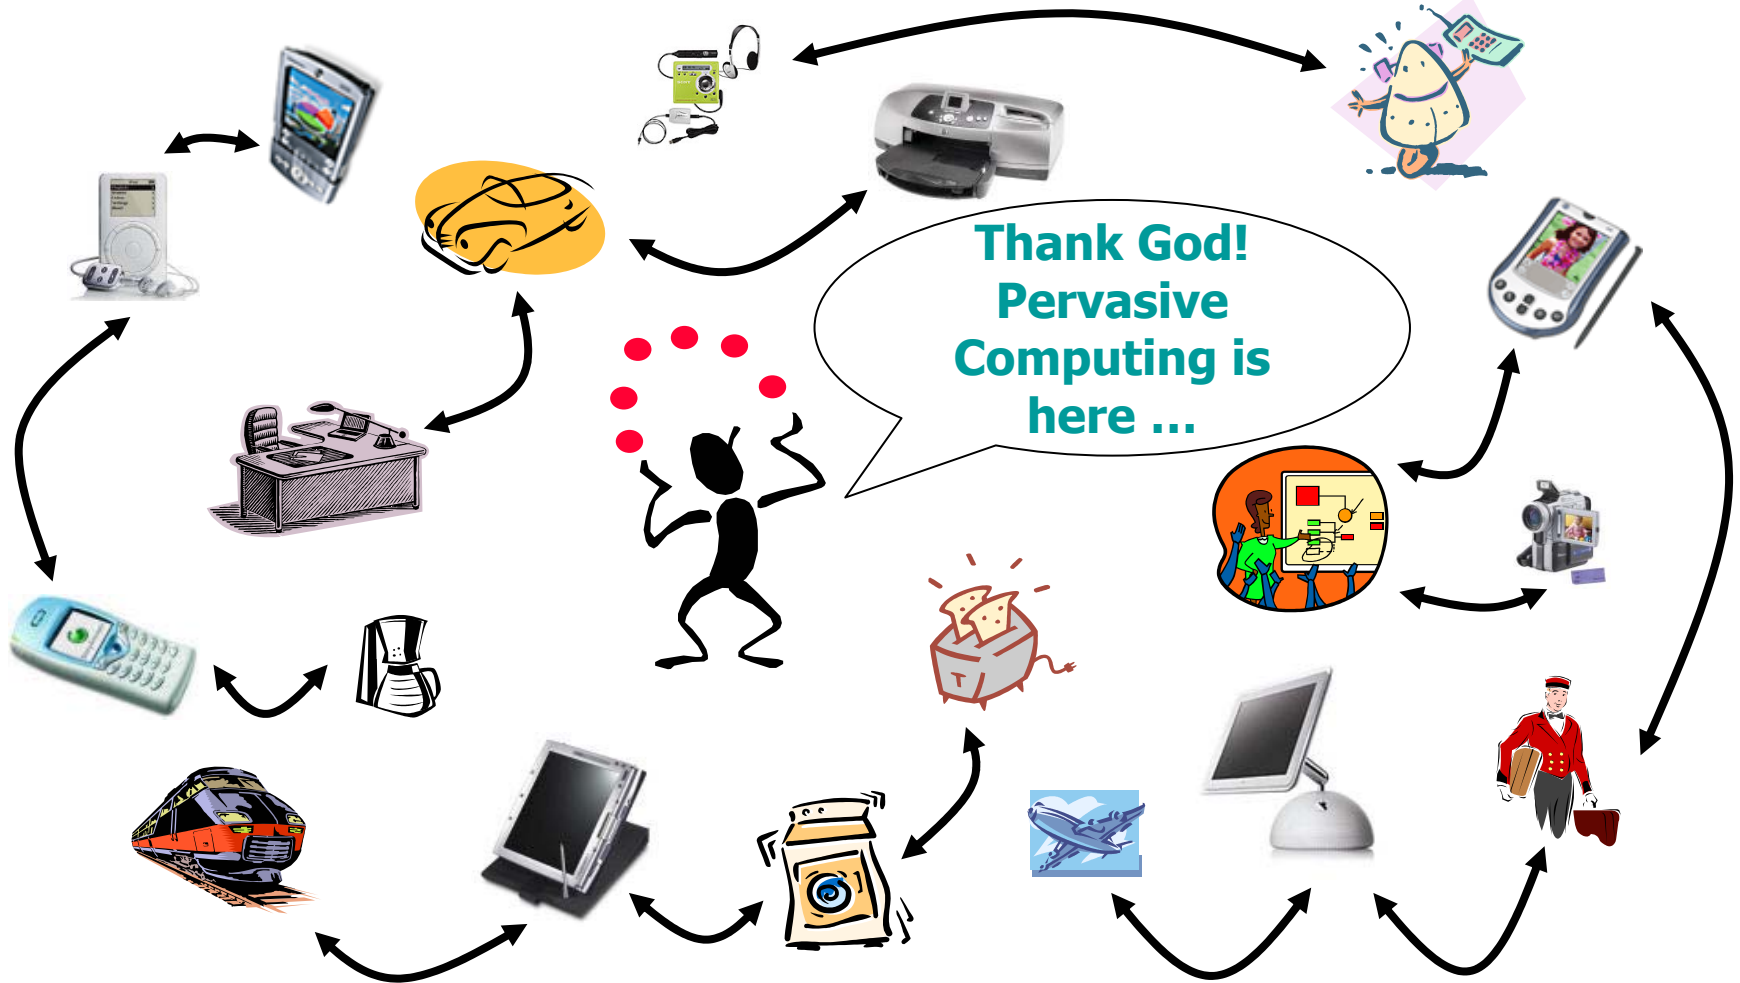 Thank God!
Pervasive
Computing is
here ...
T